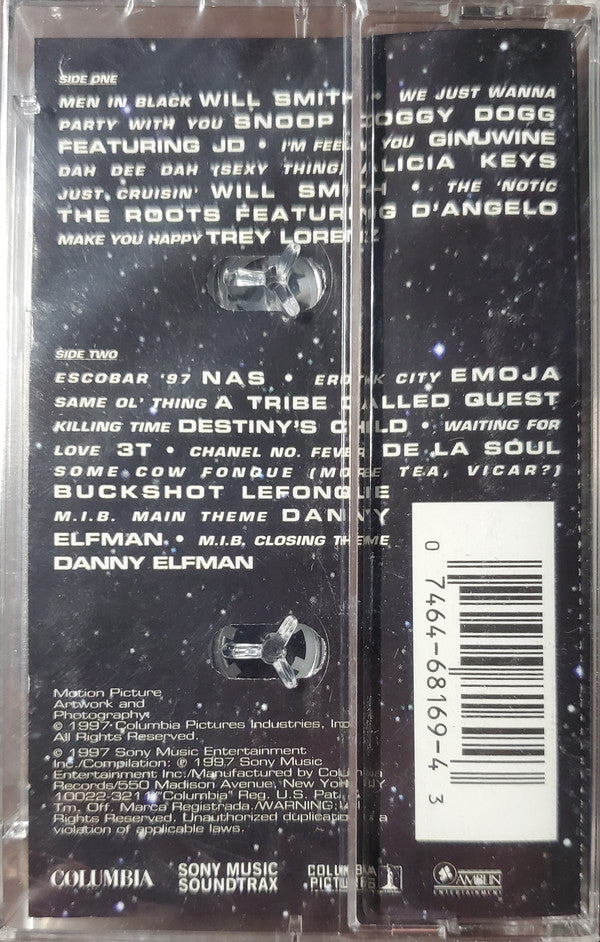 SIDE ONE
MEN IN BLACK WILL SMITH • WE JUST WANNA
PARTY WITH YOU SNOOP DOGGY DOGG
FEATURING JD • I'M FEELIN' YOU GINUWINE
DAH DEE DAH (SEXY THING) ALICIA KEYS
JUST CRUISIN' WILL SMITH • THE 'NOTIC
THE ROOTS FEATURING D'ANGELO
MAKE YOU HAPPY TREY LORENZ
SIDE TWO
ESCOBAR '97 NAS • EROTIK CITY EMOJA
SAME OL' THING A TRIBE CALLED QUEST
KILLING TIME DESTINY'S CHILD • WAITING FOR
LOVE 3T • CHANEL NO. FEVER DE LA SOUL
SOME COW FONQUE (MORE TEA, VICAR?)
BUCKSHOT LEFONQUE
M.I.B. MAIN THEME DANNY
ELFMAN • M.I.B. CLOSING THEME
DANNY ELFMAN
Motion Picture
Artwork and
Photography:
© 1997 Columbia Pictures Industries, Inc.
All Rights Reserved.
© 1997 Sony Music Entertainment
Inc./Compilation: ℗ 1997 Sony Music
Entertainment Inc./Manufactured by Columbia
Records/550 Madison Avenue, New York, NY
10022-3211/"Columbia" Reg. U.S. Pat. &
Tm. Off. Marca Registrada./WARNING: All
Rights Reserved. Unauthorized duplication is a
violation of applicable laws.
COLUMBIA
SONY MUSIC
SOUNDTRAX
COLUMBIA
PICTURES
AMBLIN
ENTERTAINMENT
0 7464-68169-4 3